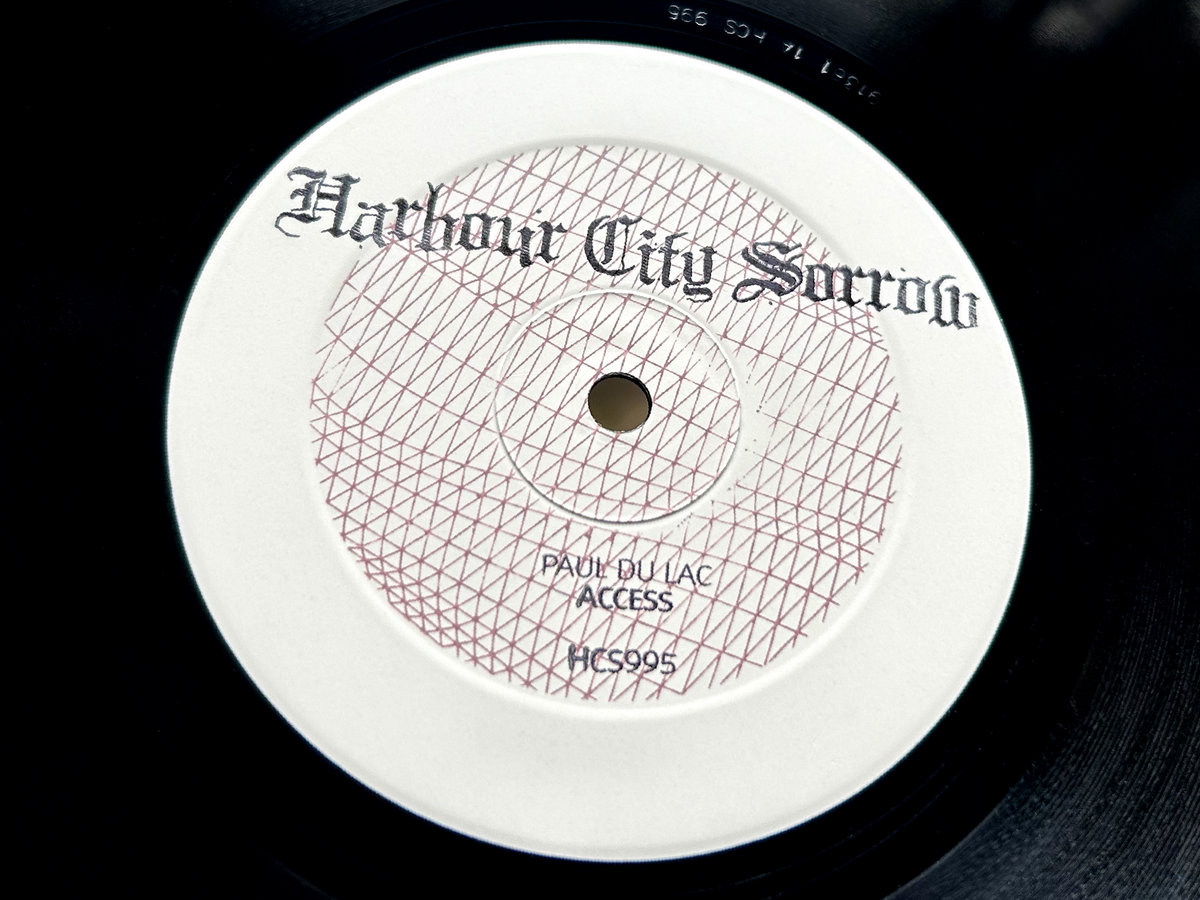 Harbour City Sorrow
PAUL DU LAC
ACCESS
HCS995